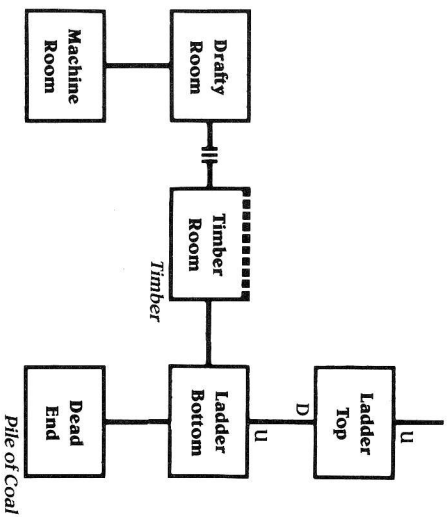 U
Ladder
Top
D
U
Drafty
Room
Timber
Room
Timber
Ladder
Bottom
Machine
Room
Dead
End
Pile of Coal